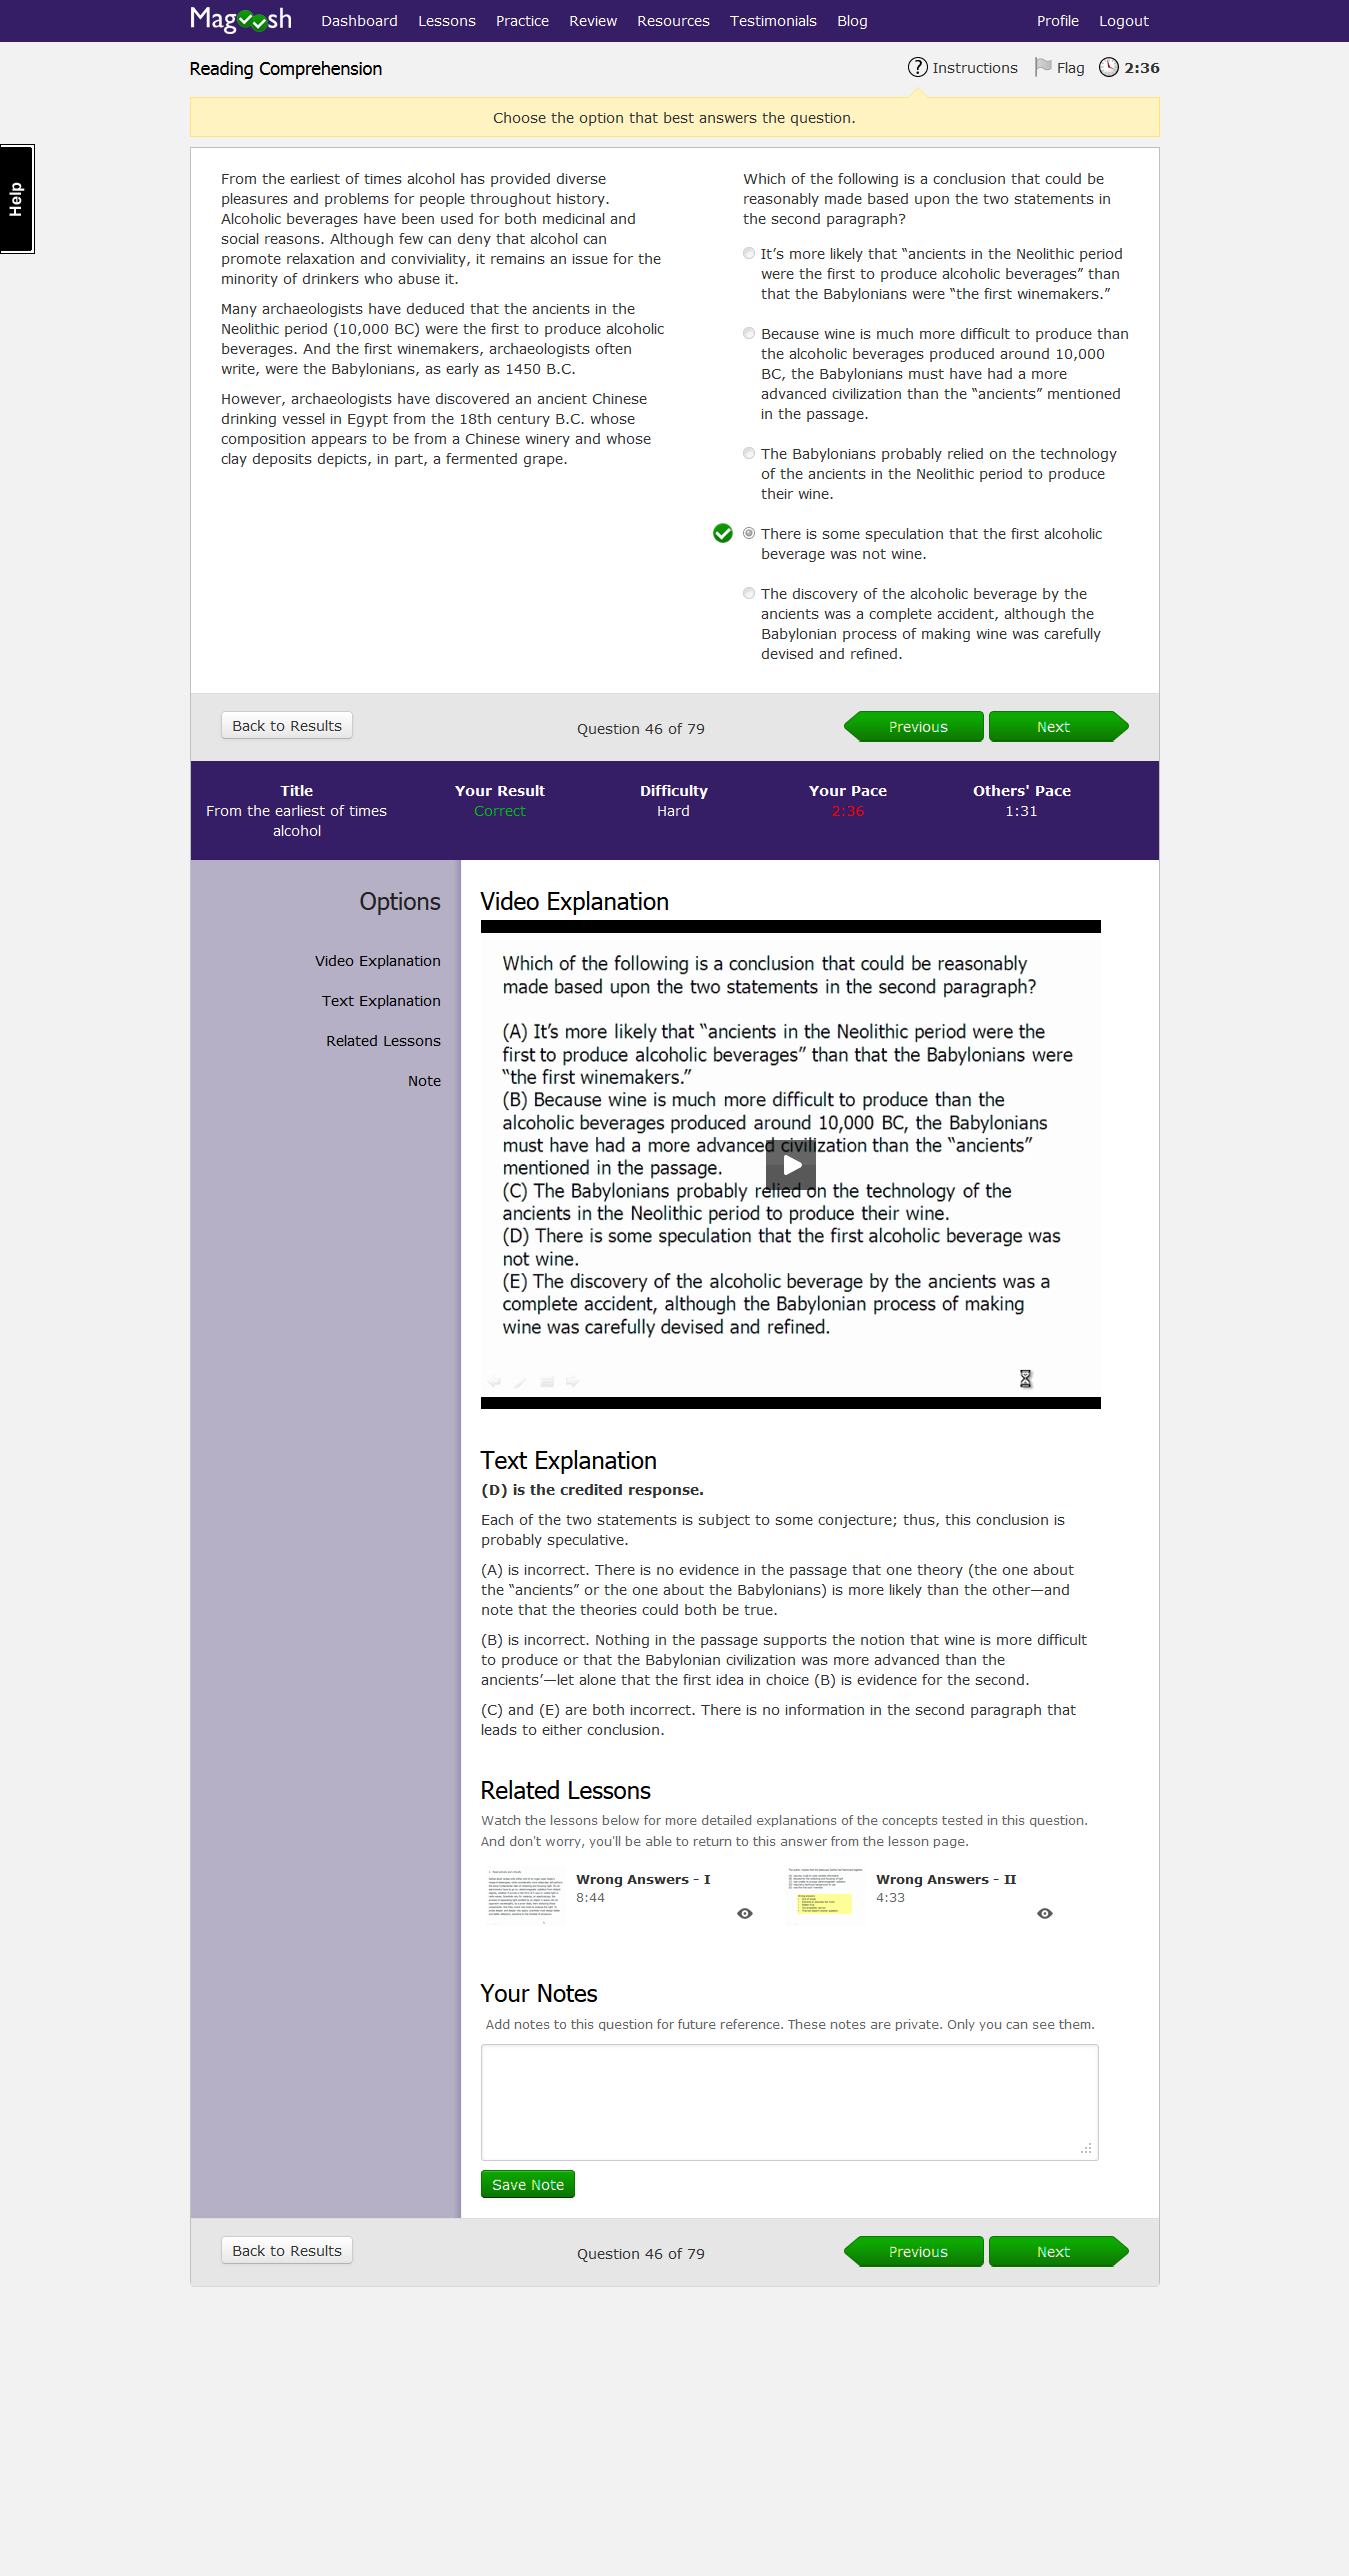 Magoosh
Dashboard Lessons Practice Review Resources Testimonials Blog Profile Logout
Reading Comprehension
? Instructions Flag 2:36
Choose the option that best answers the question.
Help
From the earliest of times alcohol has provided diverse
pleasures and problems for people throughout history.
Alcoholic beverages have been used for both medicinal and
social reasons. Although few can deny that alcohol can
promote relaxation and conviviality, it remains an issue for the
minority of drinkers who abuse it.
Many archaeologists have deduced that the ancients in the
Neolithic period (10,000 BC) were the first to produce alcoholic
beverages. And the first winemakers, archaeologists often
write, were the Babylonians, as early as 1450 B.C.
However, archaeologists have discovered an ancient Chinese
drinking vessel in Egypt from the 18th century B.C. whose
composition appears to be from a Chinese winery and whose
clay deposits depicts, in part, a fermented grape.
Which of the following is a conclusion that could be
reasonably made based upon the two statements in
the second paragraph?
It’s more likely that “ancients in the Neolithic period
were the first to produce alcoholic beverages” than
that the Babylonians were “the first winemakers.”
Because wine is much more difficult to produce than
the alcoholic beverages produced around 10,000
BC, the Babylonians must have had a more
advanced civilization than the “ancients” mentioned
in the passage.
The Babylonians probably relied on the technology
of the ancients in the Neolithic period to produce
their wine.
There is some speculation that the first alcoholic
beverage was not wine.
The discovery of the alcoholic beverage by the
ancients was a complete accident, although the
Babylonian process of making wine was carefully
devised and refined.
Back to Results Question 46 of 79 Previous Next
Title Your Result Difficulty Your Pace Others' Pace
From the earliest of times Correct Hard 2:36 1:31
alcohol
Options
Video Explanation
Text Explanation
Related Lessons
Note
Video Explanation
Which of the following is a conclusion that could be reasonably
made based upon the two statements in the second paragraph?
(A) It’s more likely that “ancients in the Neolithic period were the
first to produce alcoholic beverages” than that the Babylonians were
“the first winemakers.”
(B) Because wine is much more difficult to produce than the
alcoholic beverages produced around 10,000 BC, the Babylonians
must have had a more advanced civilization than the “ancients”
mentioned in the passage.
(C) The Babylonians probably relied on the technology of the
ancients in the Neolithic period to produce their wine.
(D) There is some speculation that the first alcoholic beverage was
not wine.
(E) The discovery of the alcoholic beverage by the ancients was a
complete accident, although the Babylonian process of making
wine was carefully devised and refined.
Text Explanation
(D) is the credited response.
Each of the two statements is subject to some conjecture; thus, this conclusion is
probably speculative.
(A) is incorrect. There is no evidence in the passage that one theory (the one about
the “ancients” or the one about the Babylonians) is more likely than the other—and
note that the theories could both be true.
(B) is incorrect. Nothing in the passage supports the notion that wine is more difficult
to produce or that the Babylonian civilization was more advanced than the
ancients’—let alone that the first idea in choice (B) is evidence for the second.
(C) and (E) are both incorrect. There is no information in the second paragraph that
leads to either conclusion.
Related Lessons
Watch the lessons below for more detailed explanations of the concepts tested in this question.
And don't worry, you'll be able to return to this answer from the lesson page.
Wrong Answers - I
8:44
Wrong Answers - II
4:33
Your Notes
Add notes to this question for future reference. These notes are private. Only you can see them.
Save Note
Back to Results Question 46 of 79 Previous Next